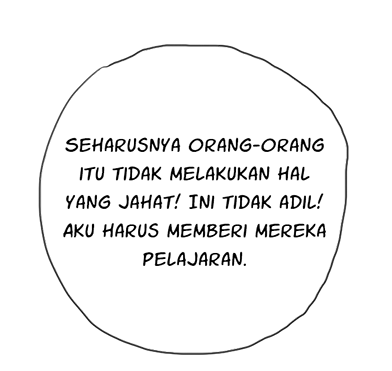 SEHARUSNYA ORANG-ORANG
ITU TIDAK MELAKUKAN HAL
YANG JAHAT! INI TIDAK ADIL!
AKU HARUS MEMBERI MEREKA
PELAJARAN.